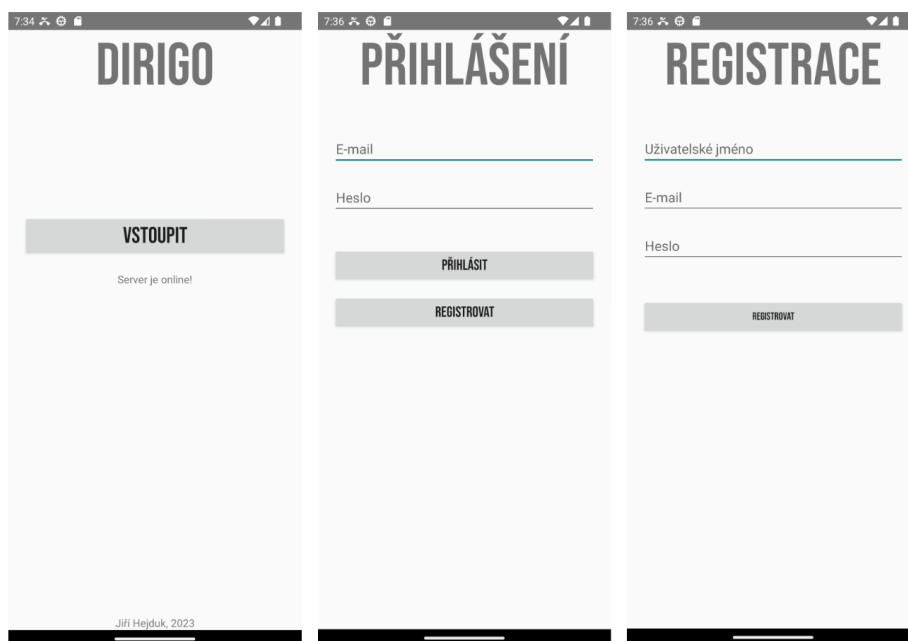 7:34
DIRIGO
VSTOUPIT
Server je online!
Jiří Hejduk, 2023
7:36
PŘIHLÁŠENÍ
E-mail
Heslo
PŘIHLÁSIT
REGISTROVAT
7:36
REGISTRACE
Uživatelské jméno
E-mail
Heslo
REGISTROVAT